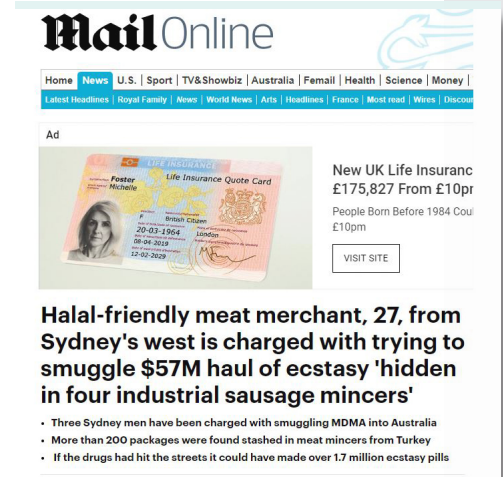 Mail Online
Home News U.S. Sport TV&Showbiz Australia Femail Health Science Money
Latest Headlines Royal Family News World News Arts Headlines France Most read Wires
Ad
LIFE INSURANCE
Foster
Michelle
Life Insurance Quote Card
F
British Citizen
20-03-1964
London
08-04-2019
12-02-2029
New UK Life
£175,827 From
People Born Before 1984
£10pm
VISIT SITE
Halal-friendly meat merchant, 27, from
Sydney's west is charged with trying to
smuggle $57M haul of ecstasy 'hidden
in four industrial sausage mincers'
• Three Sydney men have been charged with smuggling MDMA into Australia
• More than 200 packages were found stashed in meat mincers from Turkey
• If the drugs had hit the streets it could have made over 1.7 million ecstasy pills